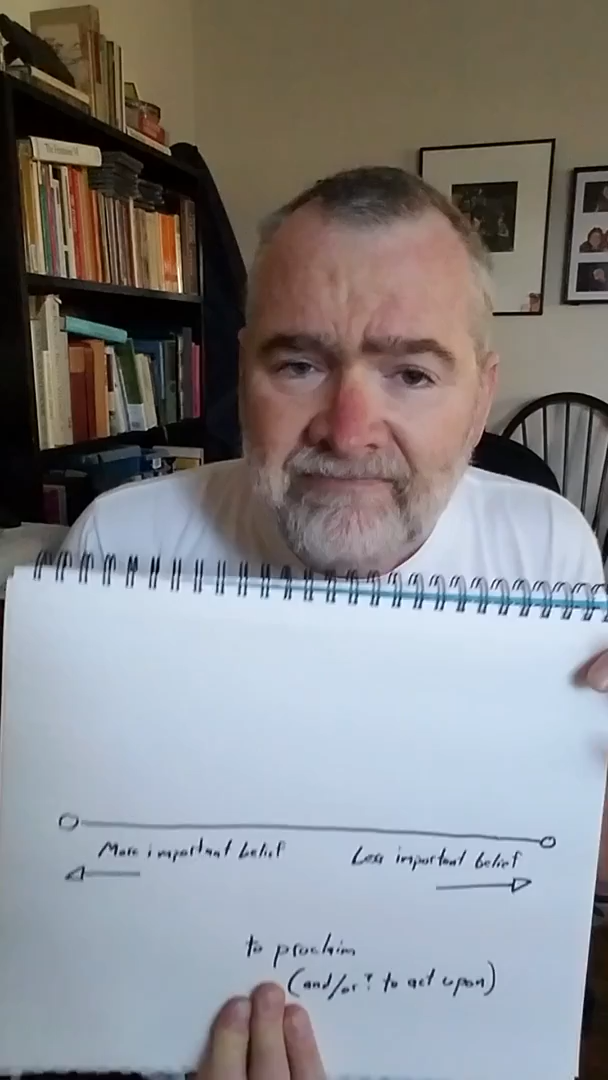 More important belief
Less important belief
to proclaim
(and/or? to act upon)